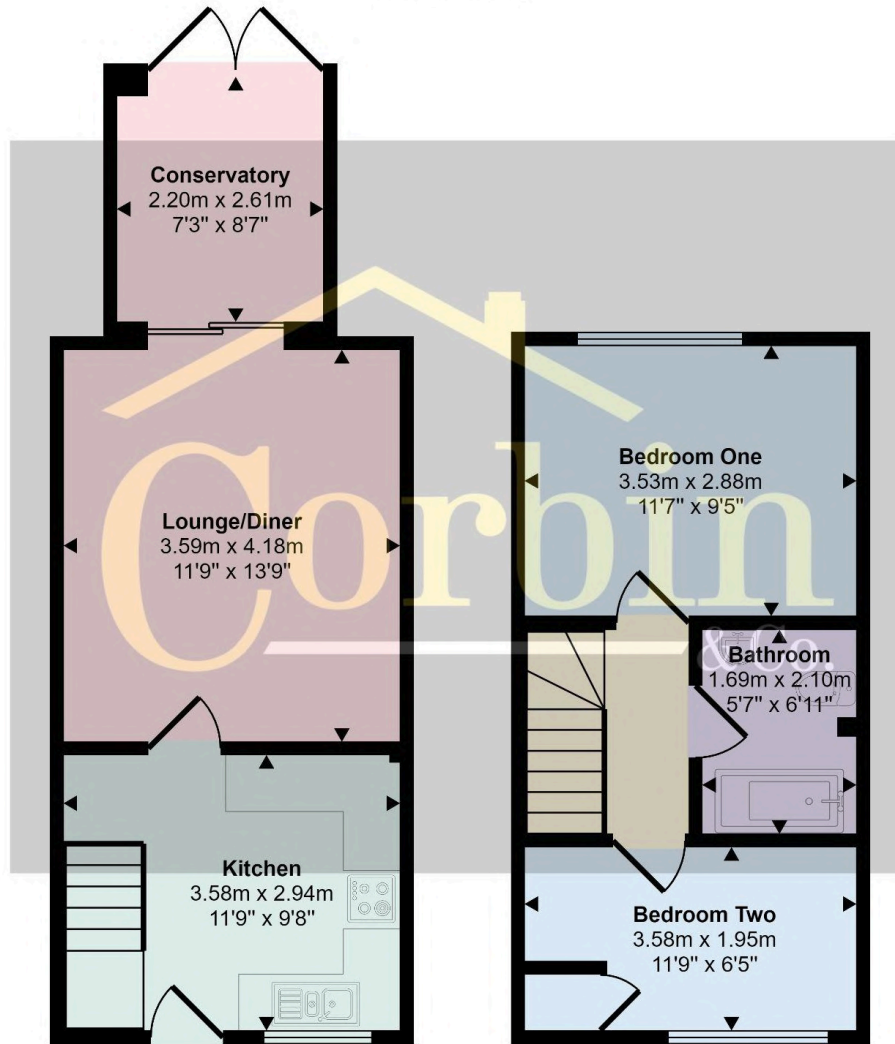 Conservatory
2.20m x 2.61m
7'3" x 8'7"
Lounge/Diner
3.59m x 4.18m
11'9" x 13'9"
Kitchen
3.58m x 2.94m
11'9" x 9'8"
Bedroom One
3.53m x 2.88m
11'7" x 9'5"
Bathroom
1.69m x 2.10m
5'7" x 6'11"
Bedroom Two
3.58m x 1.95m
11'9" x 6'5"
Corbin
& Co.